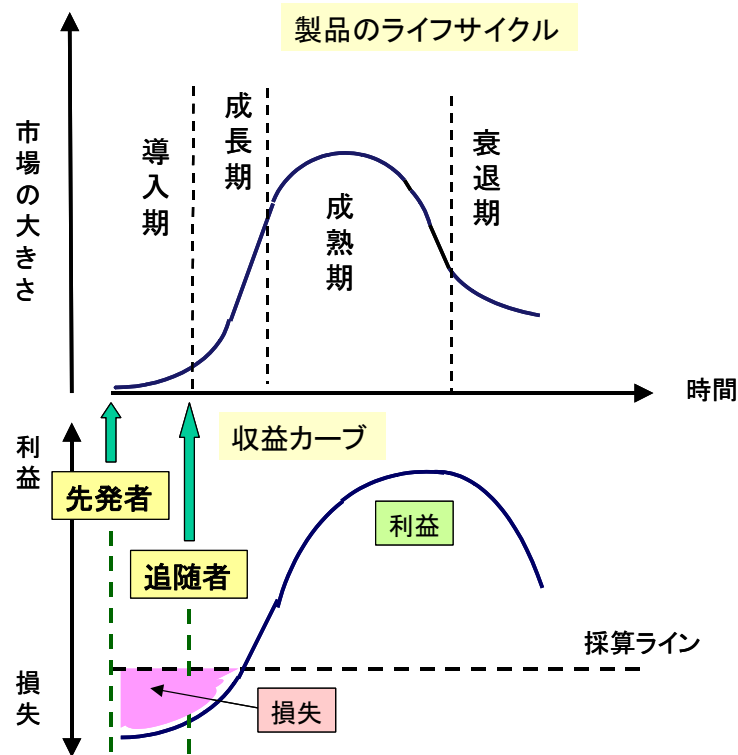 製品のライフサイクル
市場の大きさ
導入期
成長期
成熟期
衰退期
時間
利益
収益カーブ
先発者
利益
追随者
採算ライン
損失
損失